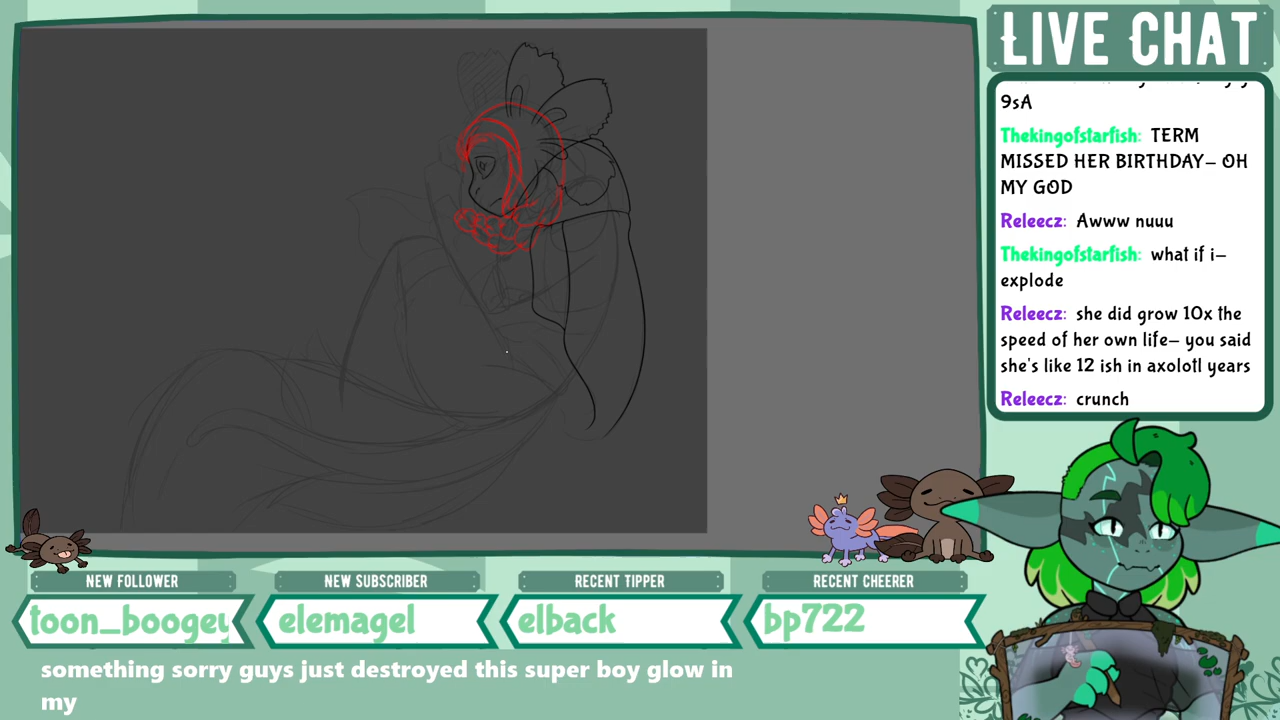 LIVE CHAT
9sA
Thekingofstarfish: TERM
MISSED HER BIRTHDAY– OH
MY GOD
Releecz: Awww nuuu
Thekingofstarfish: what if i–
explode
Releecz: she did grow 10x the
speed of her own life– you said
she's like 12 ish in axolotl years
Releecz: crunch
NEW FOLLOWER
NEW SUBSCRIBER
RECENT TIPPER
RECENT CHEERER
toon_boogey
elemagel
elback
bp722
something sorry guys just destroyed this super boy glow in
my